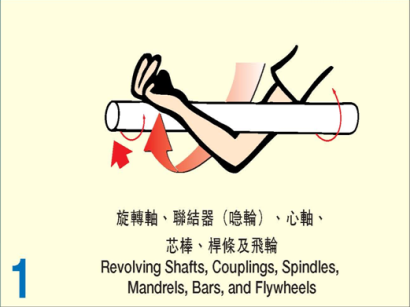 旋轉軸、聯結器（喼輪）、心軸、
芯棒、桿條及飛輪
Revolving Shafts, Couplings, Spindles,
Mandrels, Bars, and Flywheels
1